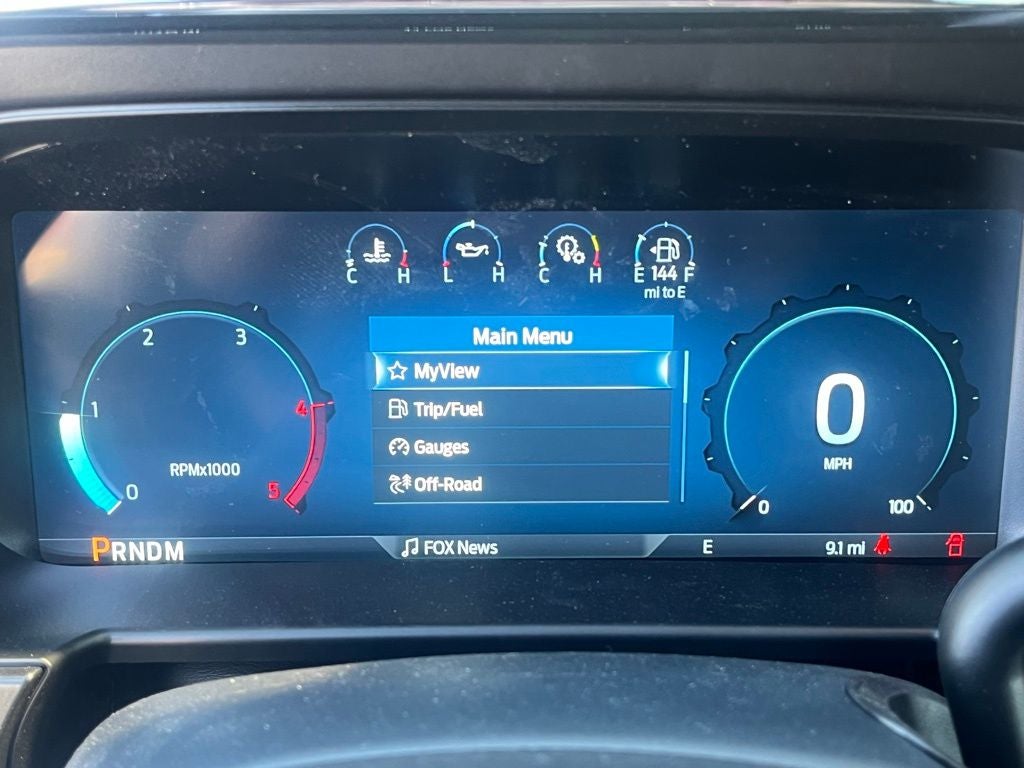 C H L H C H E 144 F
mi to E
Main Menu
MyView
Trip/Fuel
Gauges
Off-Road
2 3
1 4
0 5
RPMx1000
0
MPH
0 100
PRNDM
FOX News
E
9.1 mi